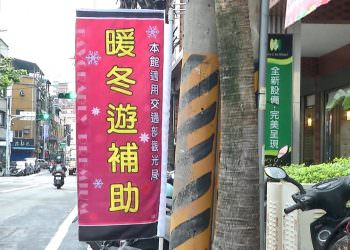 暖冬遊補助
本館適用交通部觀光局
全新設備·完美呈現